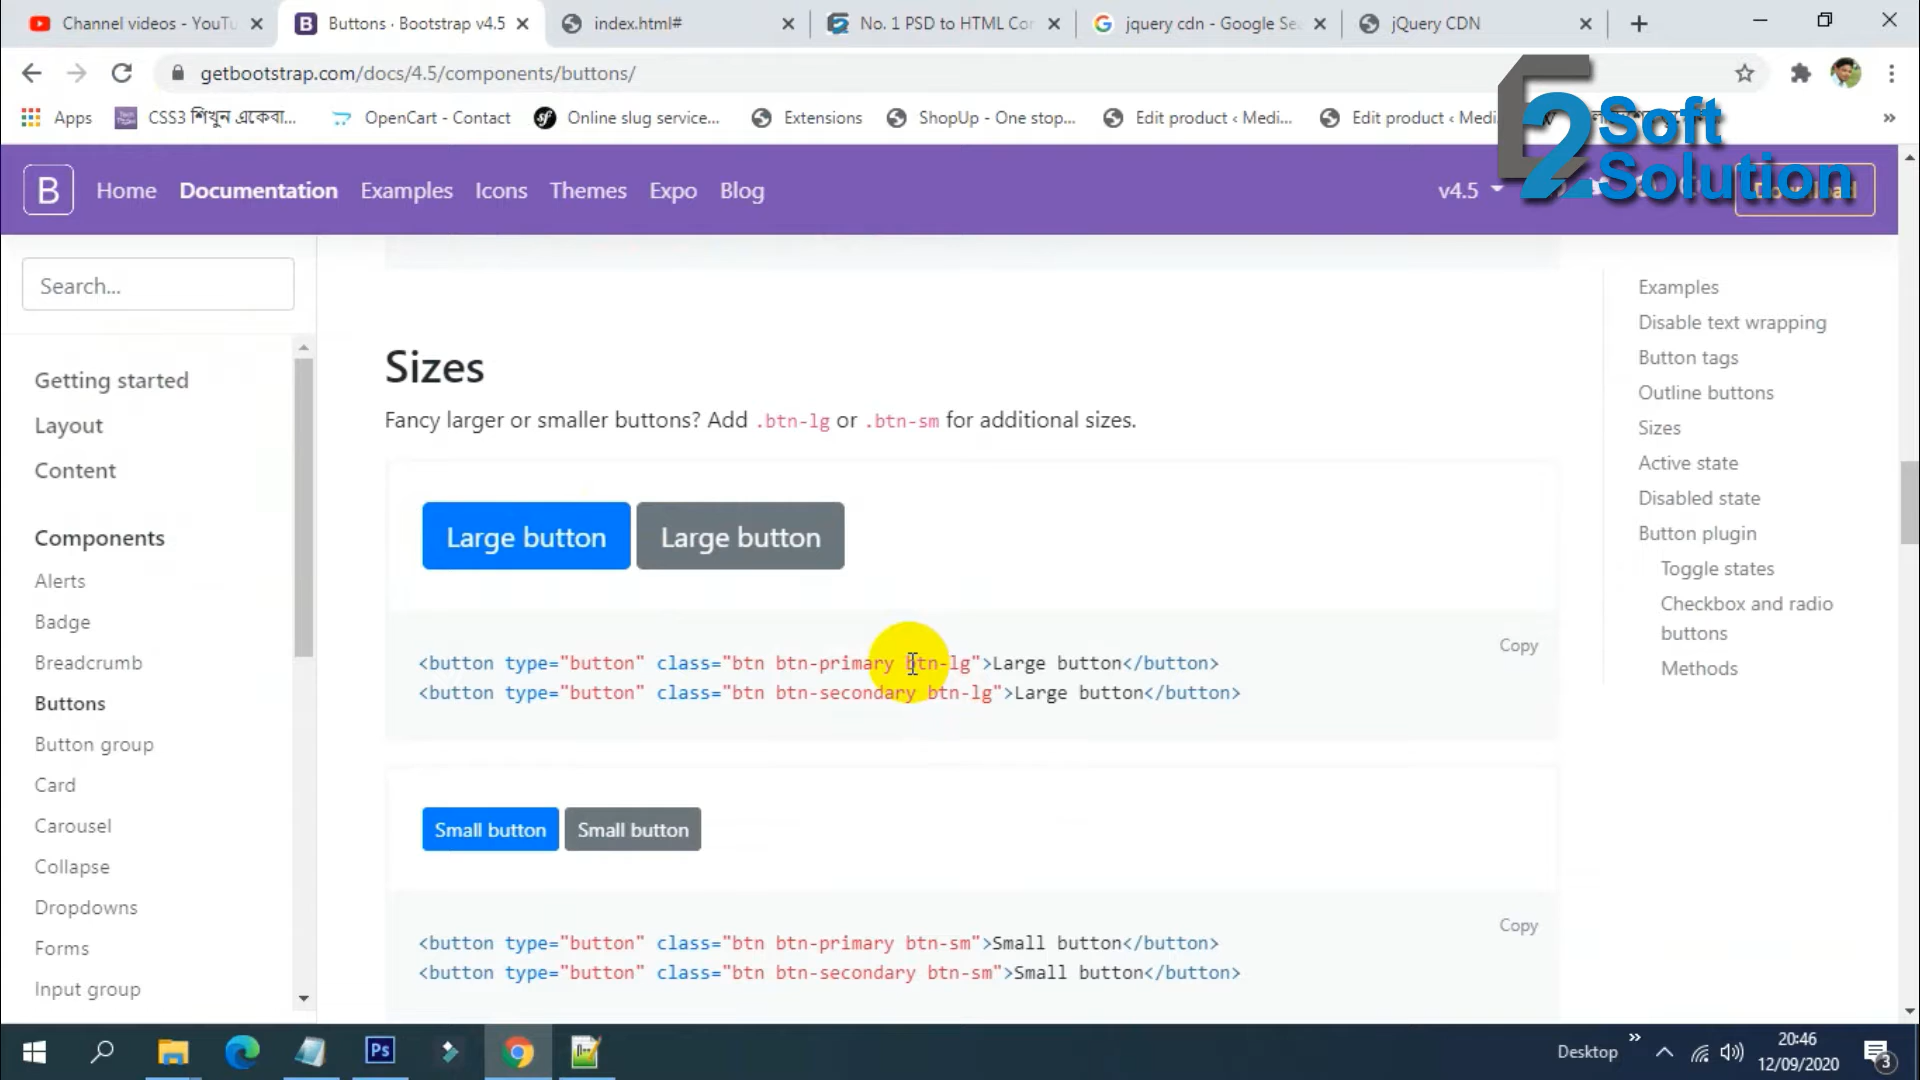 Channel videos - YouTu
Buttons · Bootstrap v4.5
index.html#
No. 1 PSD to HTML Con
jquery cdn - Google Sea
jQuery CDN
getbootstrap.com/docs/4.5/components/buttons/
Apps
CSS3 শিখুন একেবা...
OpenCart - Contact
Online slug service...
Extensions
ShopUp - One stop...
Edit product ‹ Medi...
Edit product ‹ Medi...
E2 Soft
Solution
B Home Documentation Examples Icons Themes Expo Blog
v4.5
Search...
Getting started
Layout
Content
Components
Alerts
Badge
Breadcrumb
Buttons
Button group
Card
Carousel
Collapse
Dropdowns
Forms
Input group
Sizes
Fancy larger or smaller buttons? Add .btn-lg or .btn-sm for additional sizes.
Large button Large button
Copy
<button type="button" class="btn btn-primary btn-lg">Large button</button>
<button type="button" class="btn btn-secondary btn-lg">Large button</button>
Small button Small button
Copy
<button type="button" class="btn btn-primary btn-sm">Small button</button>
<button type="button" class="btn btn-secondary btn-sm">Small button</button>
Examples
Disable text wrapping
Button tags
Outline buttons
Sizes
Active state
Disabled state
Button plugin
Toggle states
Checkbox and radio
buttons
Methods
Ps
Desktop
20:46
12/09/2020
3